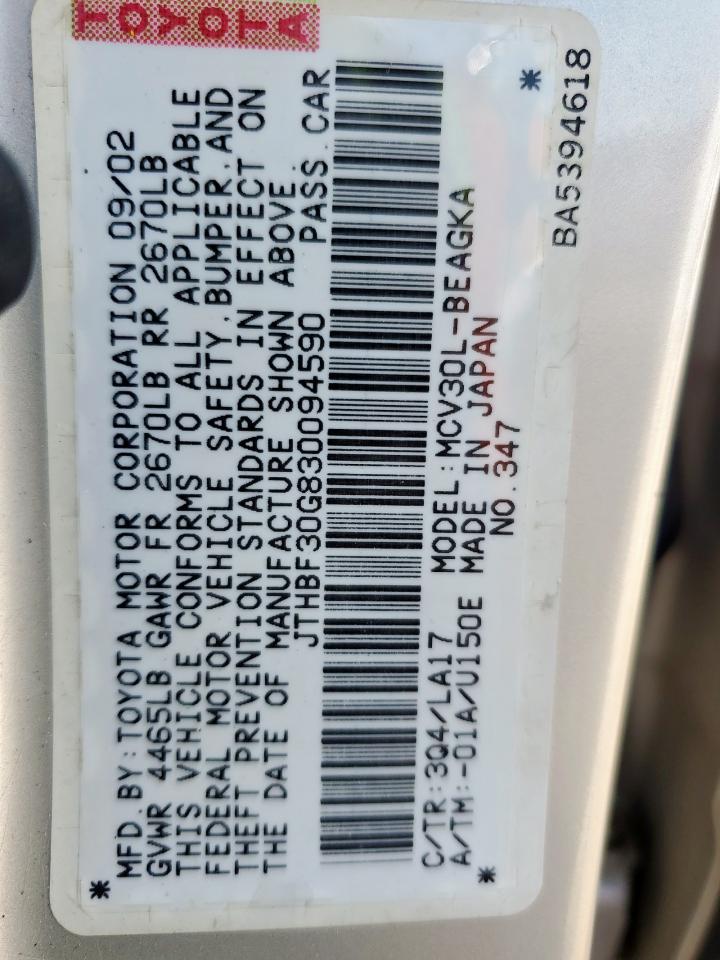 TOYOTA
MFD. BY: TOYOTA MOTOR CORPORATION 09/02
GVWR 4465LB GAWR FR 2670LB RR 2670LB
THIS VEHICLE CONFORMS TO ALL APPLICABLE
FEDERAL MOTOR VEHICLE SAFETY, BUMPER, AND
THEFT PREVENTION STANDARDS IN EFFECT ON
THE DATE OF MANUFACTURE SHOWN ABOVE.
JTHBF30G830094590 PASS. CAR
MODEL: MCV30L-BEAGKA
C/TR: 3Q4/LA17
A/TM: -01A/U150E MADE IN JAPAN
NO. 347
* *
*
BA5394618